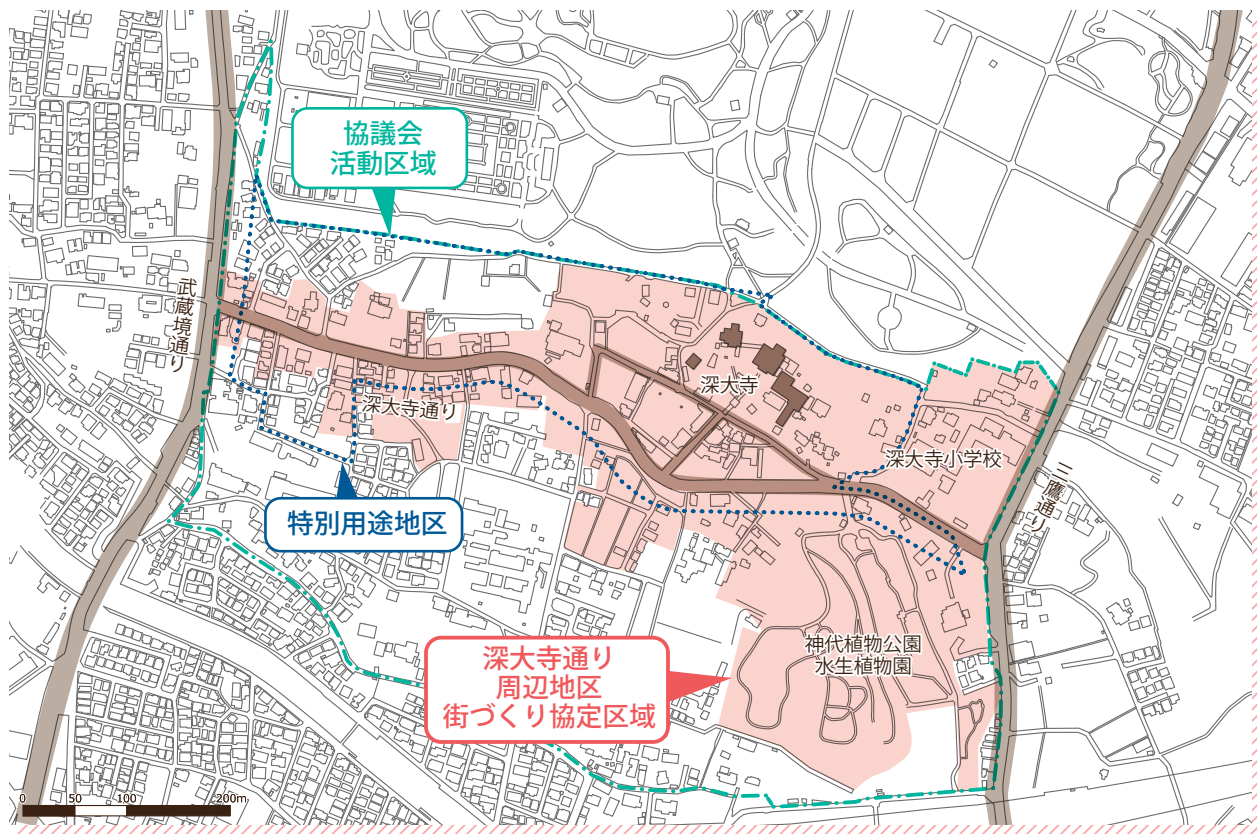 協議会
活動区域
武蔵境通り
深大寺
深大寺通り
深大寺小学校
三鷹通り
特別用途地区
神代植物公園
水生植物園
深大寺通り
周辺地区
街づくり協定区域
0 50 100 200m